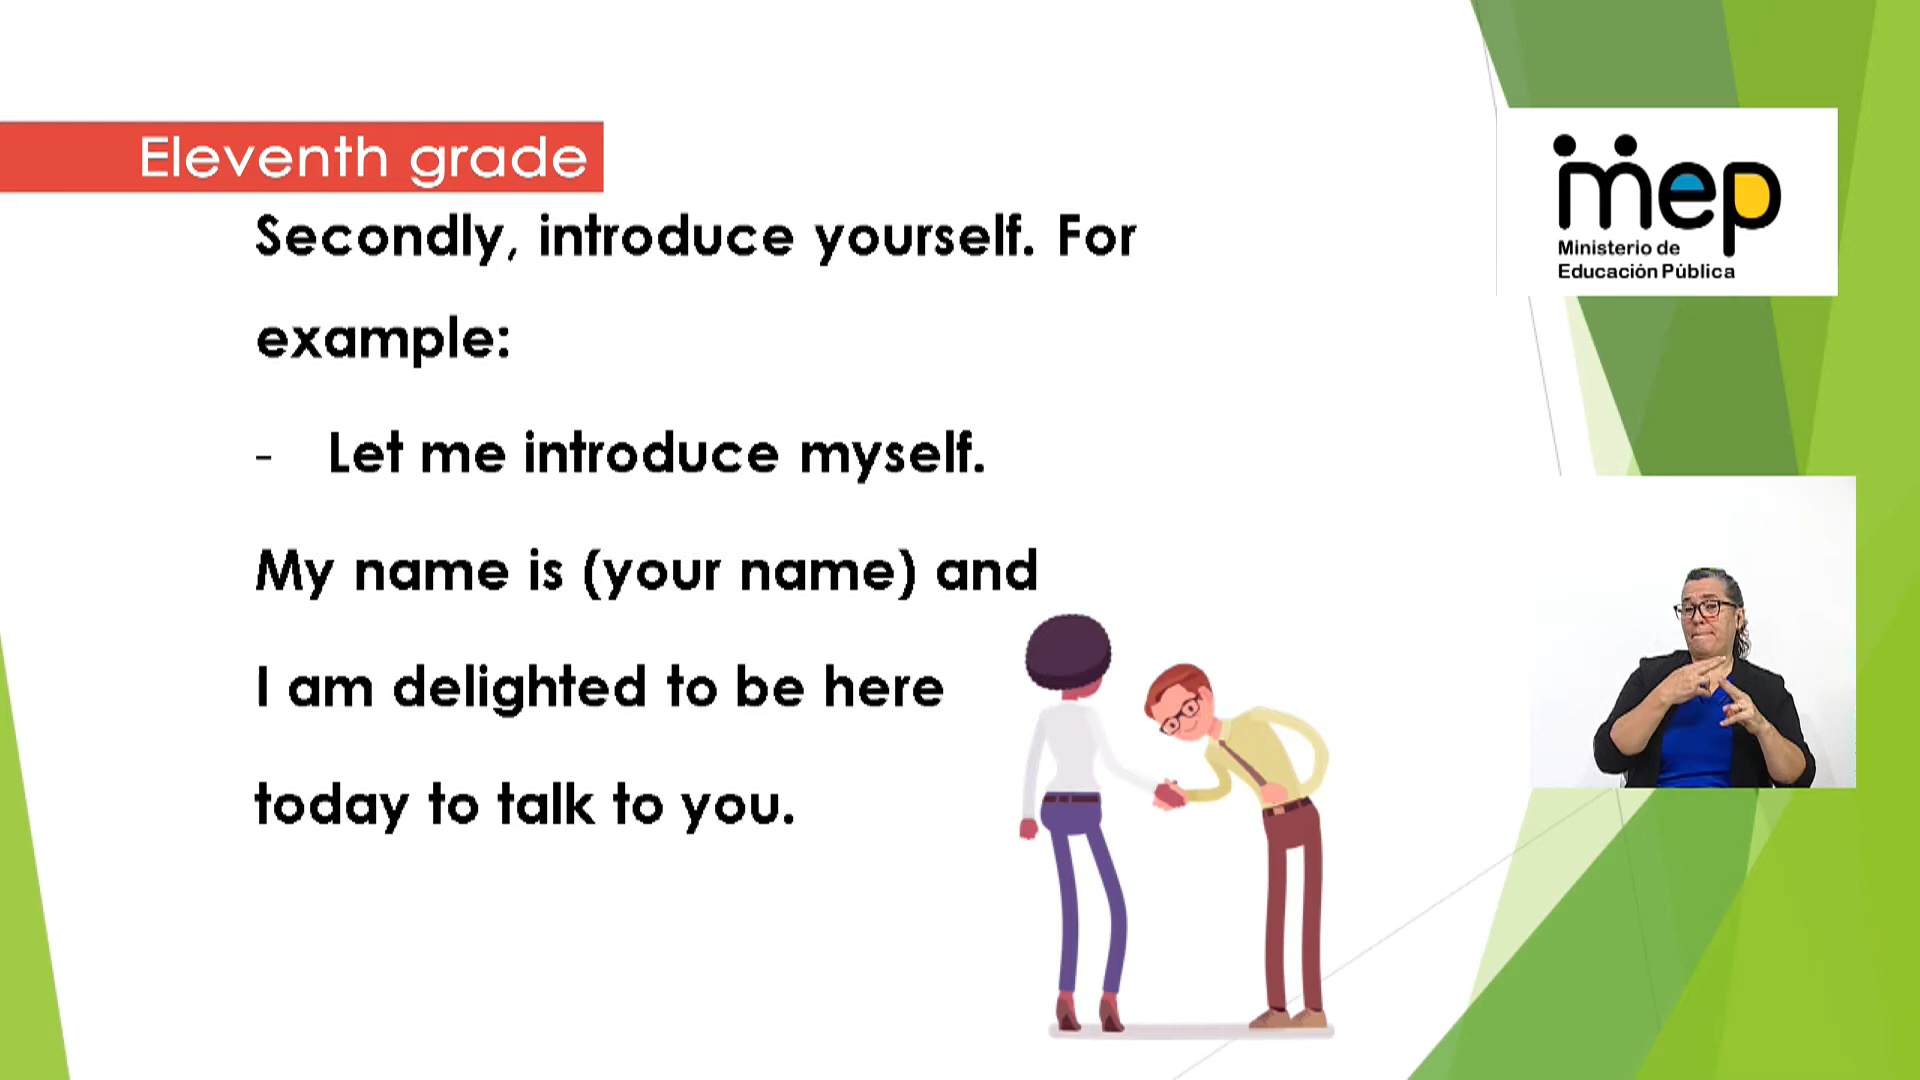 Eleventh grade
Secondly, introduce yourself. For
example:
- Let me introduce myself.
My name is (your name) and
I am delighted to be here
today to talk to you.
mep
Ministerio de
Educación Pública